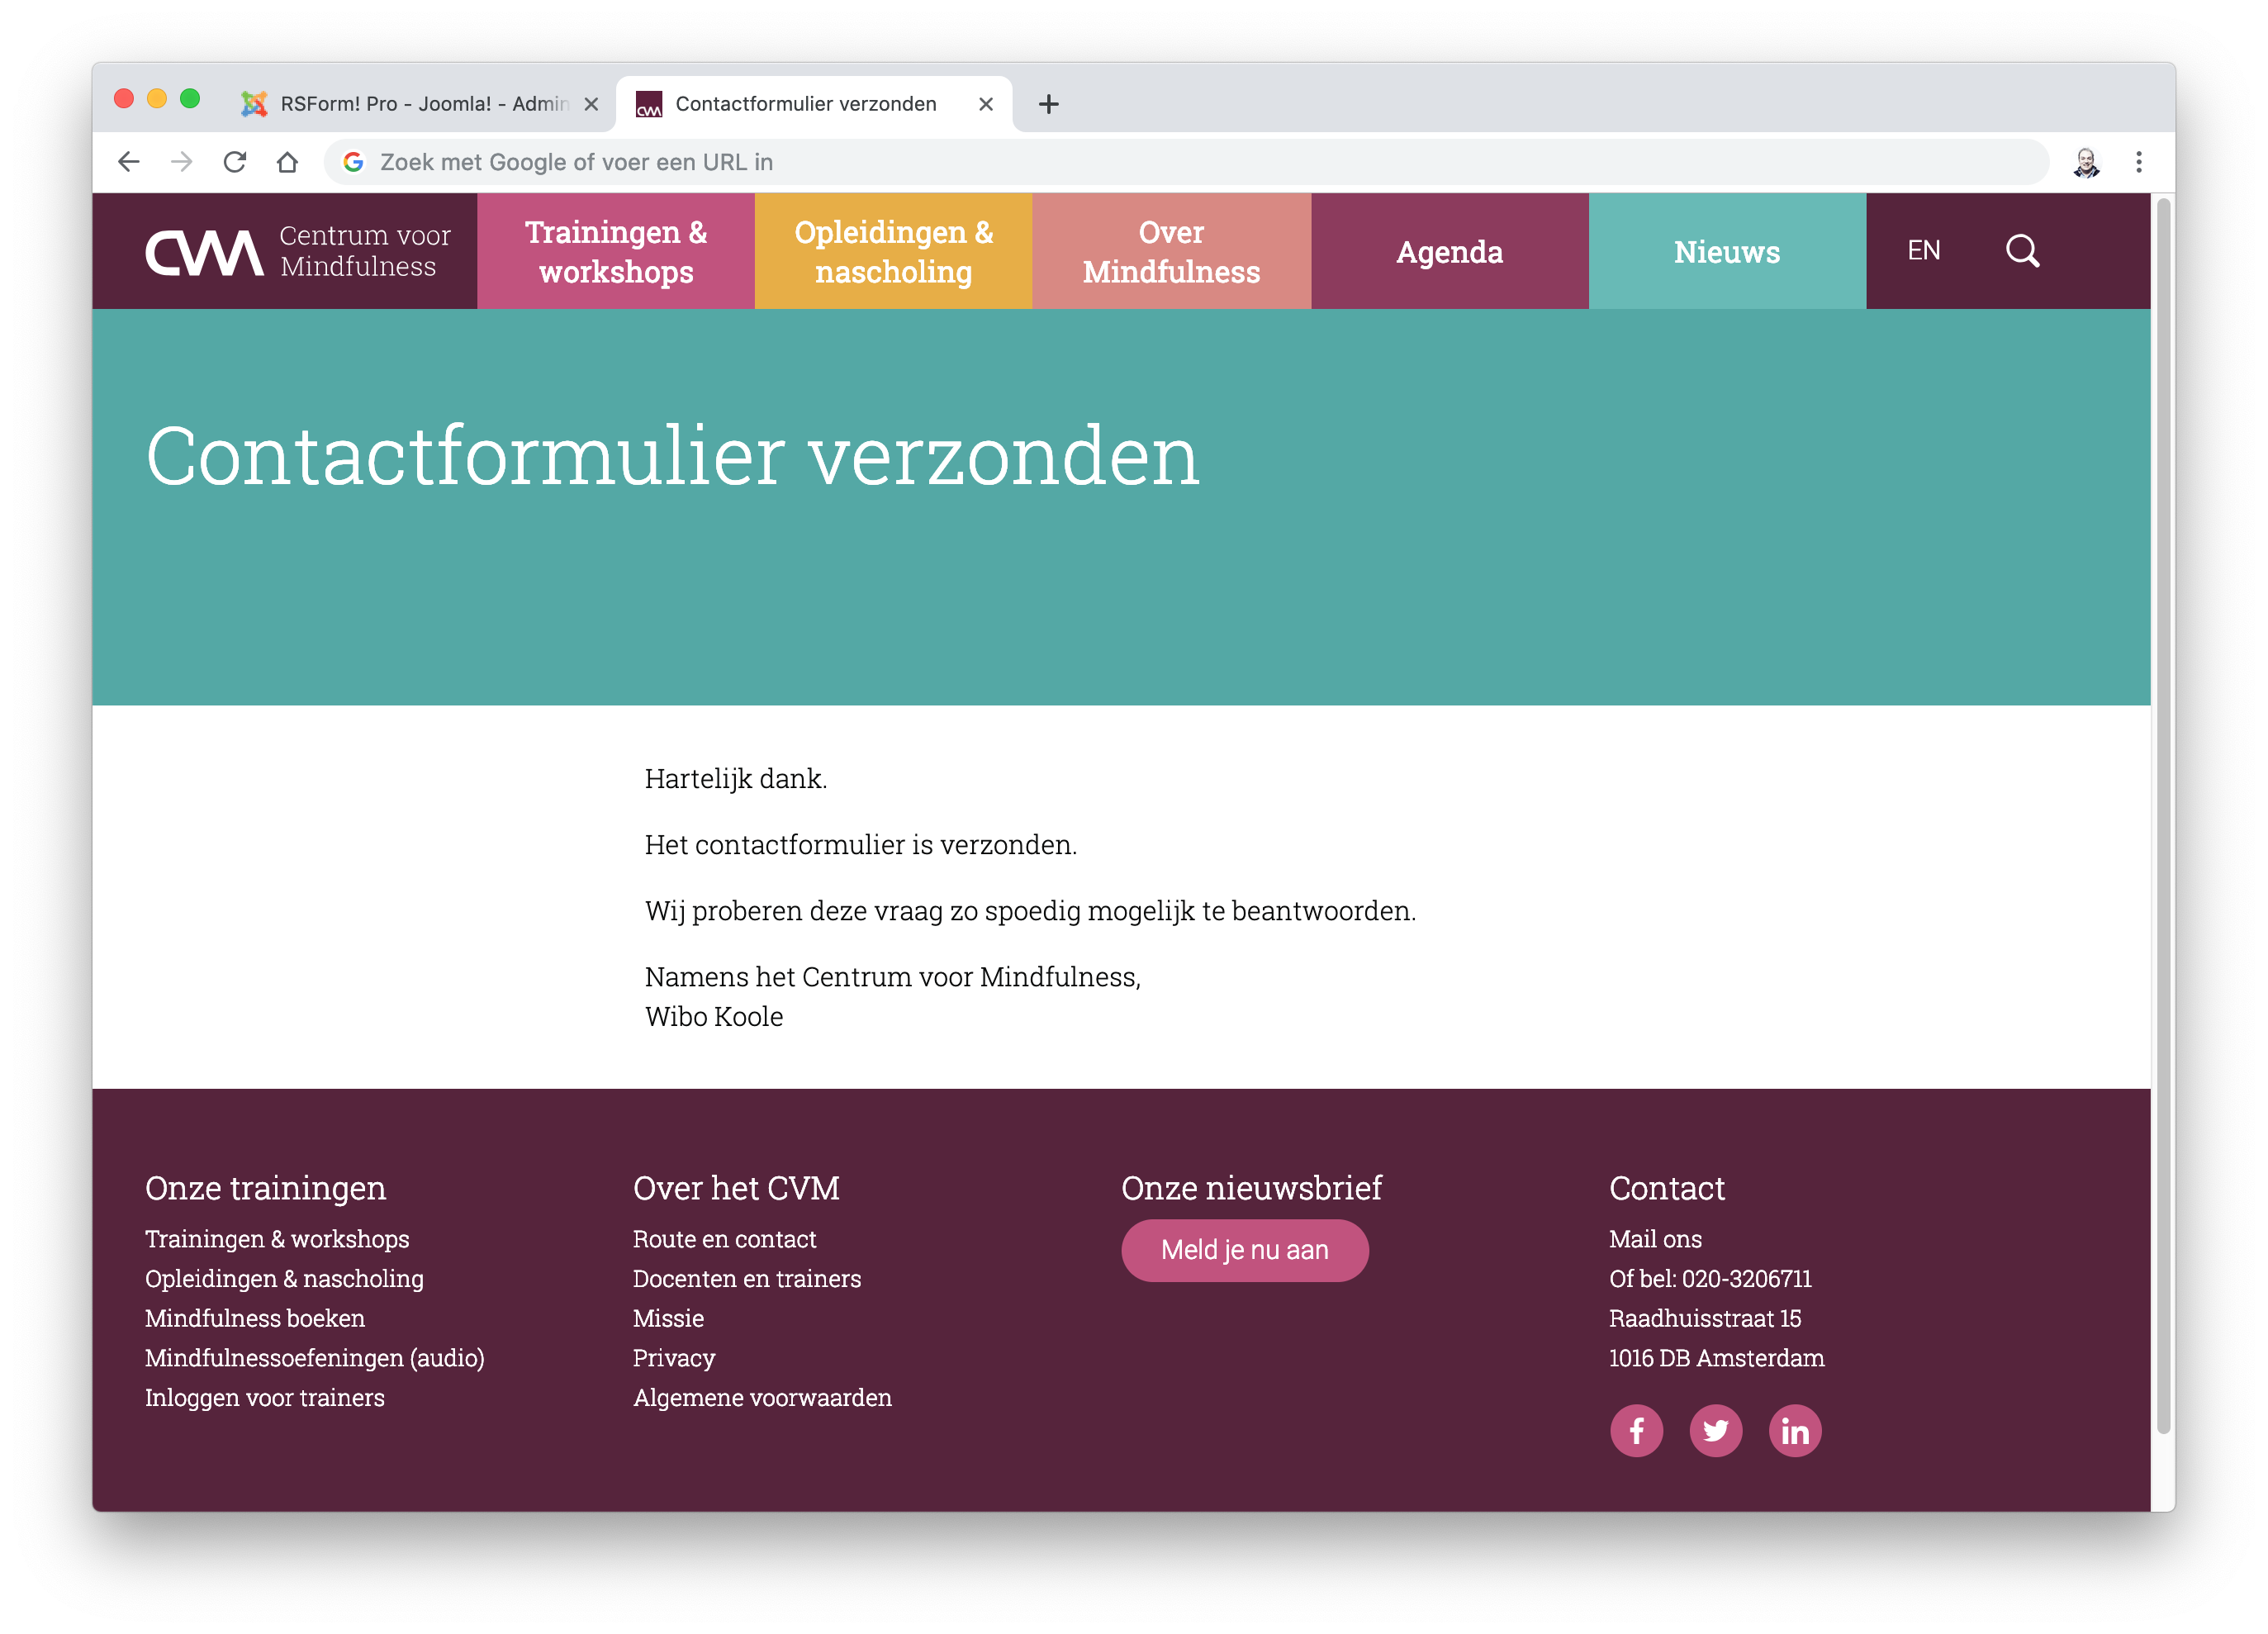 RSForm! Pro - Joomla! - Admin
Contactformulier verzonden
Zoek met Google of voer een URL in
CVM
Centrum voor
Mindfulness
Trainingen &
workshops
Opleidingen &
nascholing
Over
Mindfulness
Agenda
Nieuws
EN
Contactformulier verzonden
Hartelijk dank.
Het contactformulier is verzonden.
Wij proberen deze vraag zo spoedig mogelijk te beantwoorden.
Namens het Centrum voor Mindfulness,
Wibo Koole
Onze trainingen
Trainingen & workshops
Opleidingen & nascholing
Mindfulness boeken
Mindfulnessoefeningen (audio)
Inloggen voor trainers
Over het CVM
Route en contact
Docenten en trainers
Missie
Privacy
Algemene voorwaarden
Onze nieuwsbrief
Meld je nu aan
Contact
Mail ons
Of bel: 020-3206711
Raadhuisstraat 15
1016 DB Amsterdam